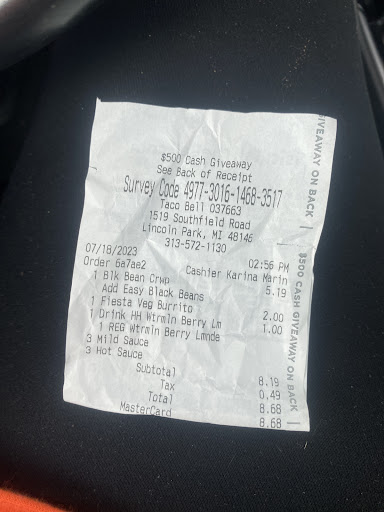 $500 Cash Giveaway
See Back of Receipt
Survey Code 4977-3016-1468-3517
Taco Bell 037663
1519 Southfield Road
Lincoln Park, MI 48146
313-572-1130
07/18/2023 02:56 PM
Order 6a7ae2 Cashier Karina Marin
1 Blk Bean Crwp 5.19
Add Easy Black Beans
1 Fiesta Veg Burrito 2.00
1 Drink HH Wtrmln Berry Lm 1.00
1 REG Wtrmln Berry Lmnde
3 Mild Sauce
3 Hot Sauce
Subtotal 8.19
Tax 0.49
Total 8.68
MasterCard 8.68
GIVEAWAY ON BACK |
$500 CASH GIVEAWAY ON BACK |